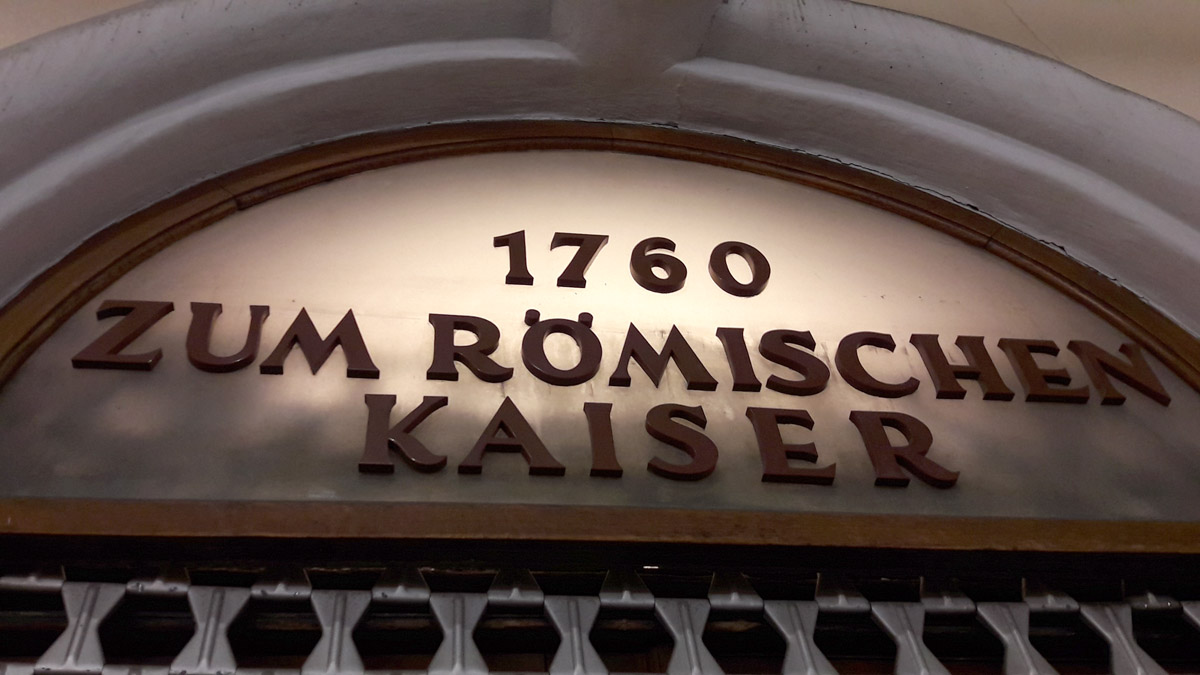 1760
ZUM RÖMISCHEN
KAISER